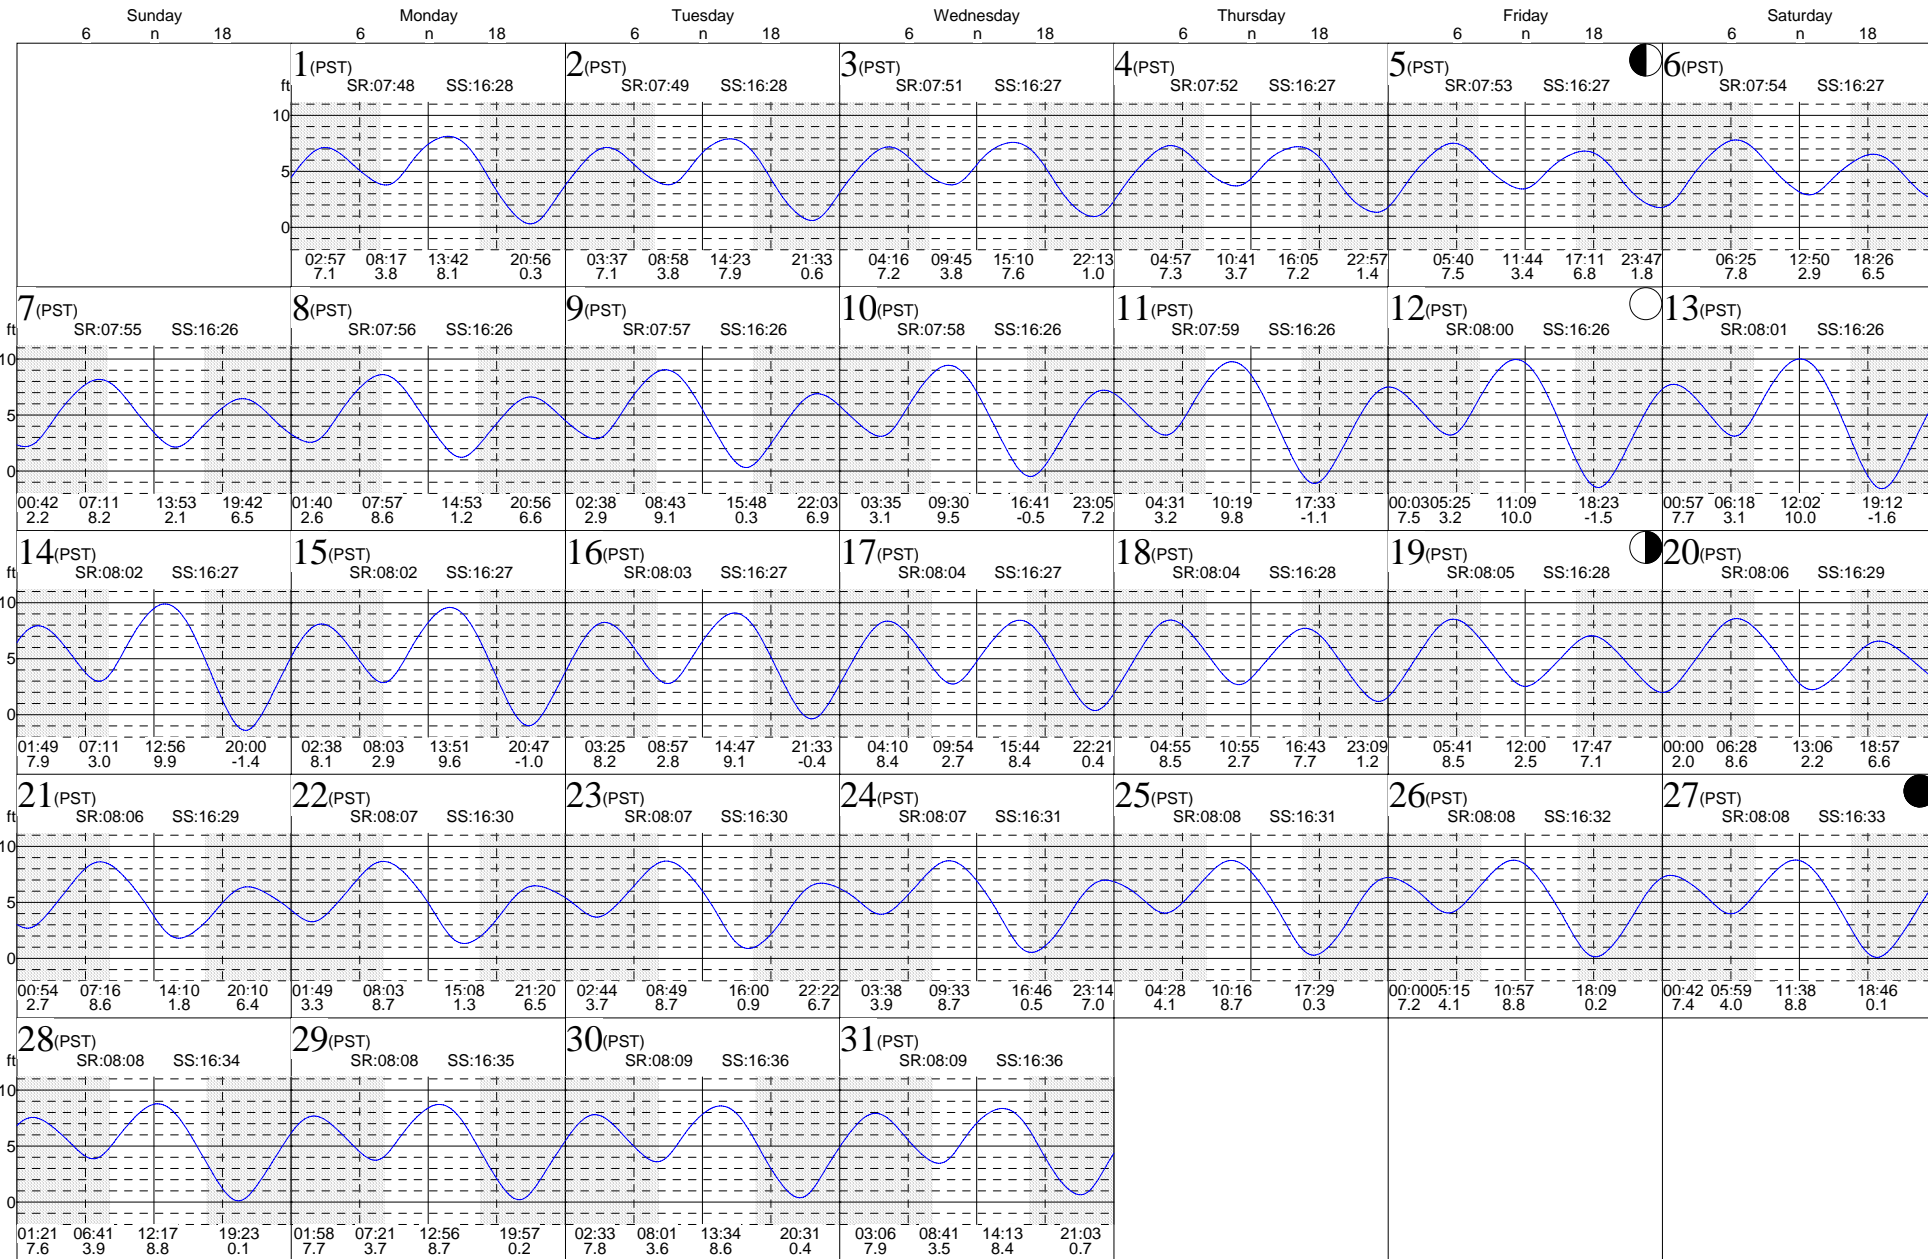 Sunday Monday Tuesday Wednesday Thursday Friday Saturday
6 n 18 6 n 18 6 n 18 6 n 18 6 n 18 6 n 18 6 n 18
1(PST) 2(PST) 3(PST) 4(PST) 5(PST) 6(PST)
ft SR:07:48 SS:16:28 SR:07:49 SS:16:28 SR:07:51 SS:16:27 SR:07:52 SS:16:27 SR:07:53 SS:16:27 SR:07:54 SS:16:27
10
5
0
02:57 08:17 13:42 20:56 03:37 08:58 14:23 21:33 04:16 09:45 15:10 22:13 04:57 10:41 16:05 22:57 05:40 11:44 17:11 23:47 06:25 12:50 18:26
7.1 3.8 8.1 0.3 7.1 3.8 7.9 0.6 7.2 3.8 7.6 1.0 7.3 3.7 7.2 1.4 7.5 3.4 6.8 1.8 7.8 2.9 6.5
7(PST) 8(PST) 9(PST) 10(PST) 11(PST) 12(PST) 13(PST)
ft SR:07:55 SS:16:26 SR:07:56 SS:16:26 SR:07:57 SS:16:26 SR:07:58 SS:16:26 SR:07:59 SS:16:26 SR:08:00 SS:16:26 SR:08:01 SS:16:26
10
5
0
00:42 07:11 13:53 19:42 01:40 07:57 14:53 20:56 02:38 08:43 15:48 22:03 03:35 09:30 16:41 23:05 04:31 10:19 17:33 00:03 05:25 11:09 18:23 00:57 06:18 12:02 19:12
2.2 8.2 2.1 6.5 2.6 8.6 1.2 6.6 2.9 9.1 0.3 6.9 3.1 9.5 -0.5 7.2 3.2 9.8 -1.1 7.5 3.2 10.0 -1.5 7.7 3.1 10.0 -1.6
14(PST) 15(PST) 16(PST) 17(PST) 18(PST) 19(PST) 20(PST)
ft SR:08:02 SS:16:27 SR:08:02 SS:16:27 SR:08:03 SS:16:27 SR:08:04 SS:16:27 SR:08:04 SS:16:28 SR:08:05 SS:16:28 SR:08:06 SS:16:29
10
5
0
01:49 07:11 12:56 20:00 02:38 08:03 13:51 20:47 03:25 08:57 14:47 21:33 04:10 09:54 15:44 22:21 04:55 10:55 16:43 23:09 05:41 12:00 17:47 00:00 06:28 13:06 18:57
7.9 3.0 9.9 -1.4 8.1 2.9 9.6 -1.0 8.2 2.8 9.1 -0.4 8.4 2.7 8.4 0.4 8.5 2.7 7.7 1.2 8.5 2.5 7.1 2.0 8.6 2.2 6.6
21(PST) 22(PST) 23(PST) 24(PST) 25(PST) 26(PST) 27(PST)
ft SR:08:06 SS:16:29 SR:08:07 SS:16:30 SR:08:07 SS:16:30 SR:08:07 SS:16:31 SR:08:08 SS:16:31 SR:08:08 SS:16:32 SR:08:08 SS:16:33
10
5
0
00:54 07:16 14:10 20:10 01:49 08:03 15:08 21:20 02:44 08:49 16:00 22:22 03:38 09:33 16:46 23:14 04:28 10:16 17:29 00:00 05:15 10:57 18:09 00:42 05:59 11:38 18:46
2.7 8.6 1.8 6.4 3.3 8.7 1.3 6.5 3.7 8.7 0.9 6.7 3.9 8.7 0.5 7.0 4.1 8.7 0.3 7.2 4.1 8.8 0.2 7.4 4.0 8.8 0.1
28(PST) 29(PST) 30(PST) 31(PST)
ft SR:08:08 SS:16:34 SR:08:08 SS:16:35 SR:08:09 SS:16:36 SR:08:09 SS:16:36
10
5
0
01:21 06:41 12:17 19:23 01:58 07:21 12:56 19:57 02:33 08:01 13:34 20:31 03:06 08:41 14:13 21:03
7.6 3.9 8.8 0.1 7.7 3.7 8.7 0.2 7.8 3.6 8.6 0.4 7.9 3.5 8.4 0.7